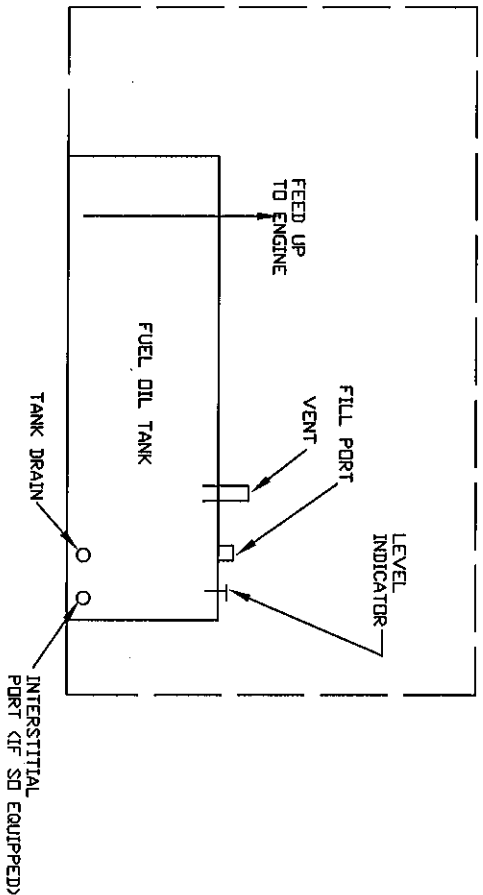 FEED UP
TO ENGINE
FUEL OIL TANK
FILL PORT
VENT
LEVEL
INDICATOR
TANK DRAIN
INTERSTITIAL
PORT (IF SO EQUIPPED)